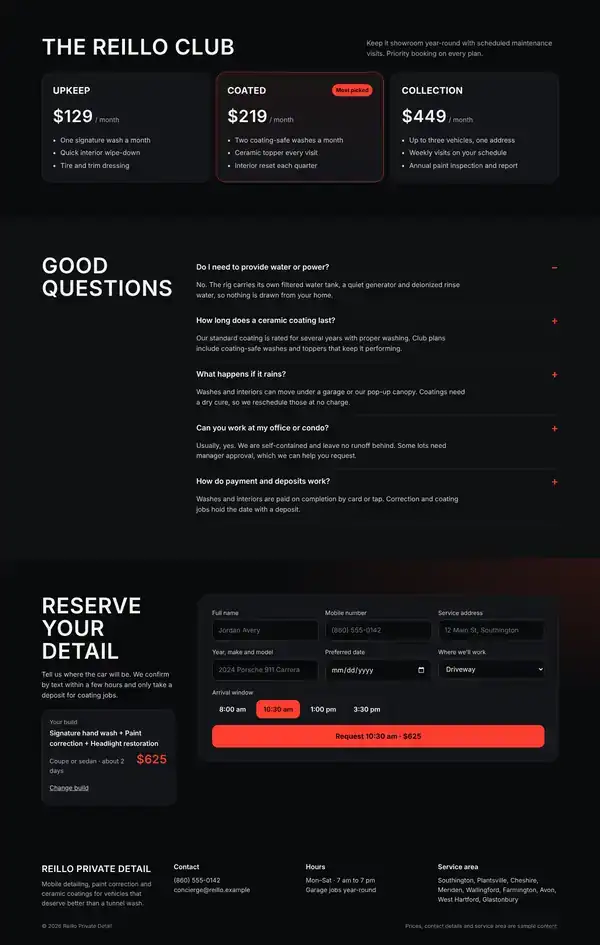 THE REILLO CLUB
Keep it showroom year-round with scheduled maintenance
visits. Priority booking on every plan.
UPKEEP
$129 / month
• One signature wash a month
• Quick interior wipe-down
• Tire and trim dressing
COATED
Most picked
$219 / month
• Two coating-safe washes a month
• Ceramic topper every visit
• Interior reset each quarter
COLLECTION
$449 / month
• Up to three vehicles, one address
• Weekly visits on your schedule
• Annual paint inspection and report
GOOD
QUESTIONS
Do I need to provide water or power? −
No. The rig carries its own filtered water tank, a quiet generator and deionized rinse
water, so nothing is drawn from your home.
How long does a ceramic coating last? +
Our standard coating is rated for several years with proper washing. Club plans
include coating-safe washes and toppers that keep it performing.
What happens if it rains? +
Washes and interiors can move under a garage or our pop-up canopy. Coatings need
a dry cure, so we reschedule those at no charge.
Can you work at my office or condo? +
Usually, yes. We are self-contained and leave no runoff behind. Some lots need
manager approval, which we can help you request.
How do payment and deposits work? +
Washes and interiors are paid on completion by card or tap. Correction and coating
jobs hold the date with a deposit.
RESERVE
YOUR
DETAIL
Tell us where the car will be. We confirm
by text within a few hours and only take a
deposit for coating jobs.
Your build
Signature hand wash + Paint
correction + Headlight restoration
Coupe or sedan · about 2
days
$625
Change build
Full name
Jordan Avery
Mobile number
(860) 555-0142
Service address
12 Main St, Southington
Year, make and model
2024 Porsche 911 Carrera
Preferred date
mm/dd/yyyy
Where we'll work
Driveway
Arrival window
8:00 am 10:30 am 1:00 pm 3:30 pm
Request 10:30 am · $625
REILLO PRIVATE DETAIL
Mobile detailing, paint correction and
ceramic coatings for vehicles that
deserve better than a tunnel wash.
Contact
(860) 555-0142
concierge@reillo.example
Hours
Mon–Sat · 7 am to 7 pm
Garage jobs year-round
Service area
Southington, Plantsville, Cheshire,
Meriden, Wallingford, Farmington, Avon,
West Hartford, Glastonbury
© 2026 Reillo Private Detail
Prices, contact details and service area are sample content.